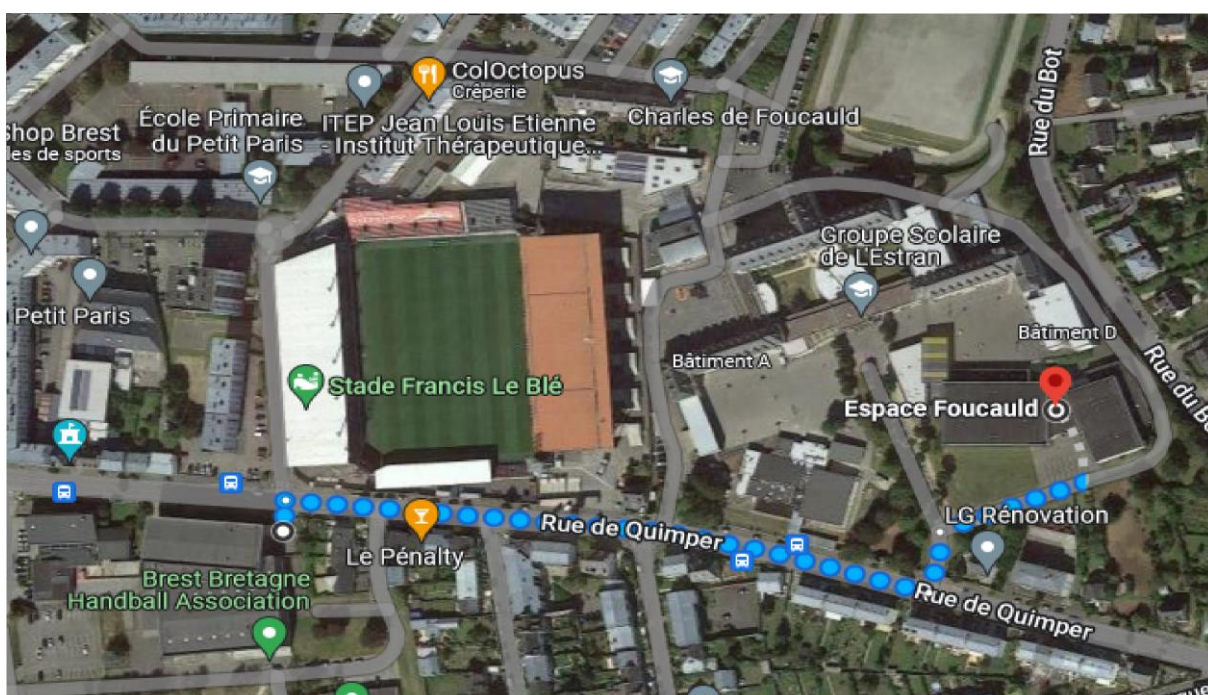 ColOctopus
Crêperie
Rue du Bot
Shop Brest
les de sports
École Primaire
du Petit Paris
ITEP Jean Louis Etienne
- Institut Thérapeutique...
Charles de Foucauld
Groupe Scolaire
de L'Estran
Petit Paris
Bâtiment D
Bâtiment A
Stade Francis Le Blé
Espace Foucauld
Rue du Bo
LG Rénovation
Rue de Quimper
Le Pénalty
Brest Bretagne
Handball Association
Rue de Quimper